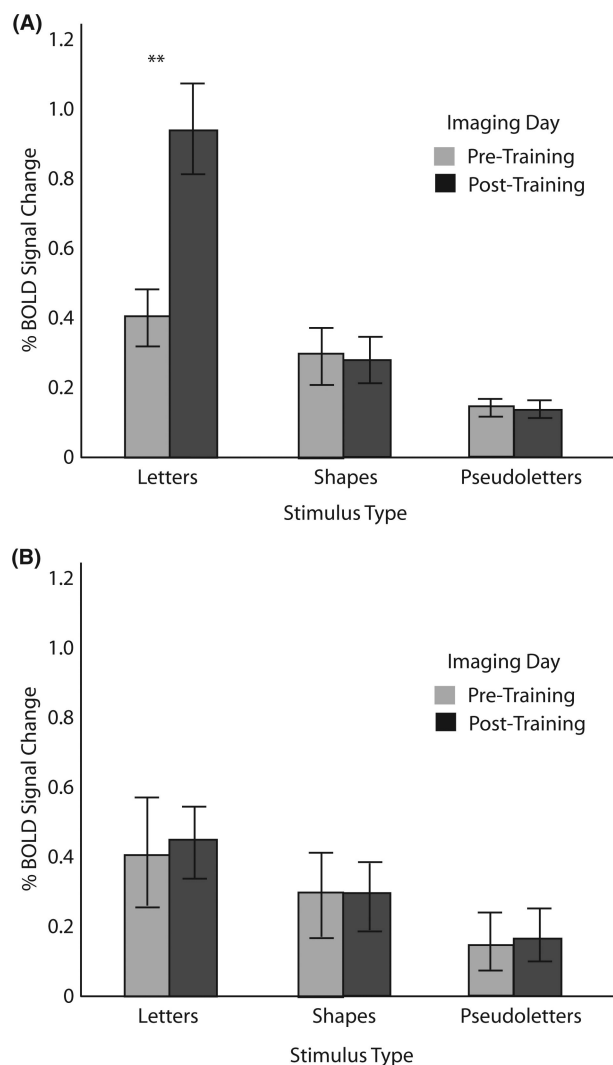 (A)
1.2
**
1.0
Imaging Day
Pre-Training
0.8
Post-Training
% BOLD Signal Change
0.6
0.4
0.2
0
Letters Shapes Pseudoletters
Stimulus Type
(B)
1.2
1.0
Imaging Day
Pre-Training
0.8
Post-Training
% BOLD Signal Change
0.6
0.4
0.2
0
Letters Shapes Pseudoletters
Stimulus Type